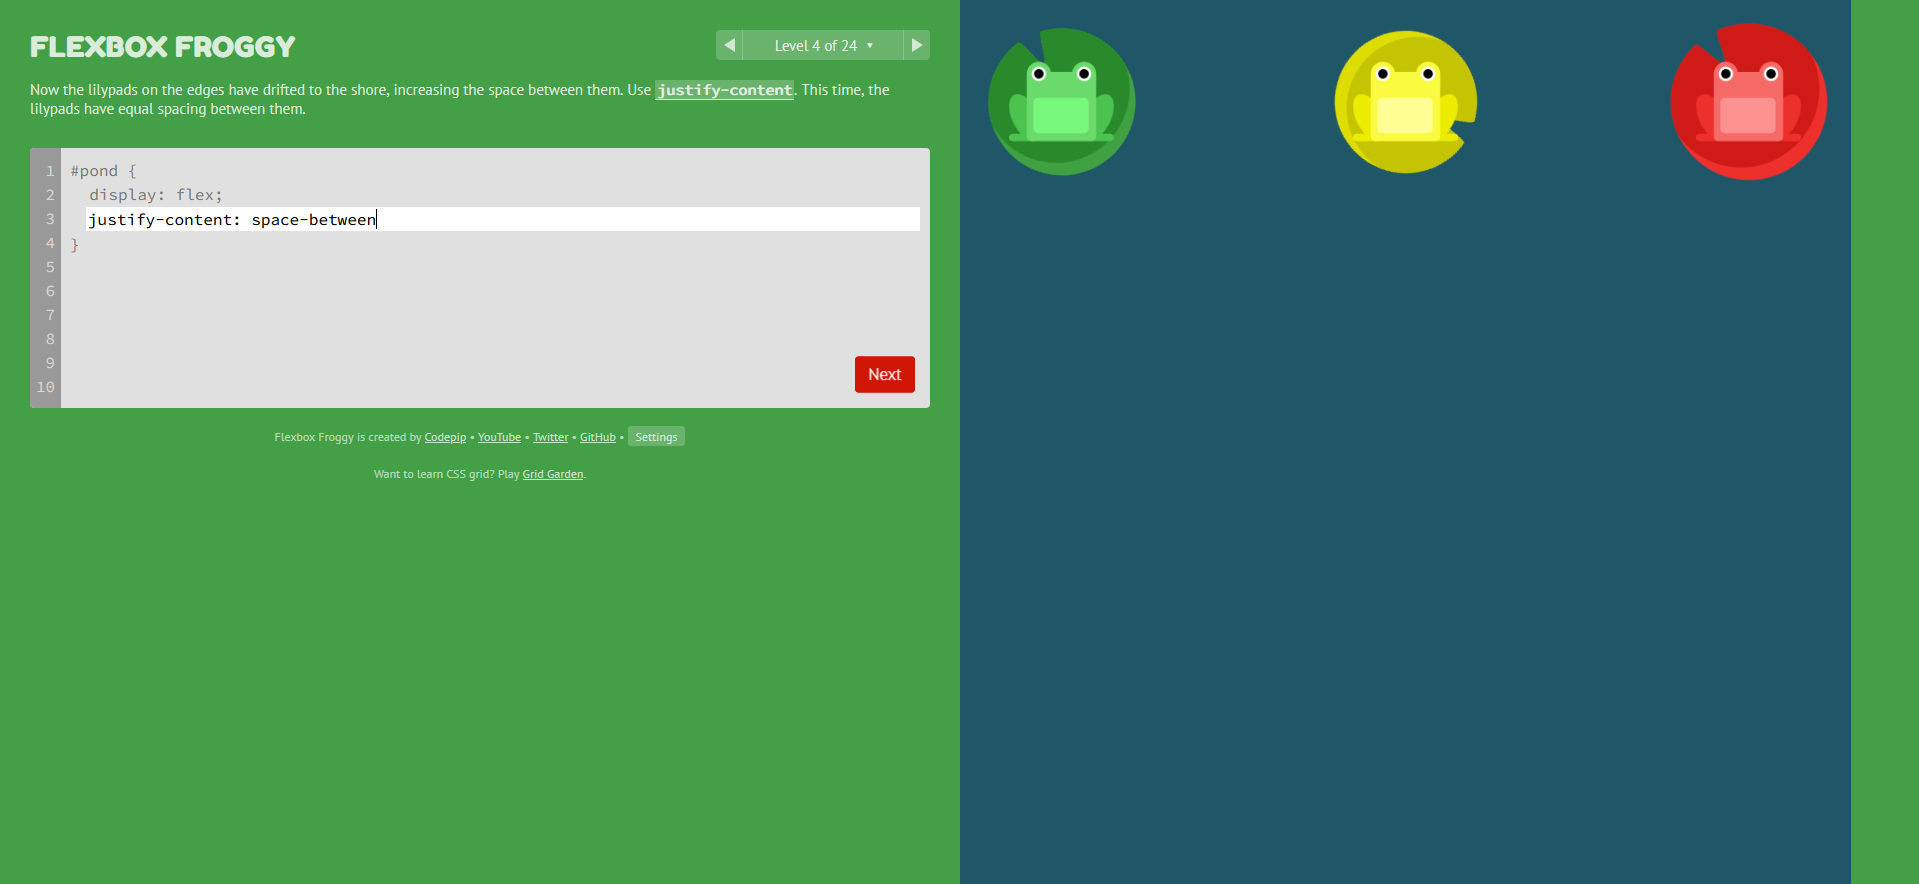 FLEXBOX FROGGY
Level 4 of 24 ▾
Now the lilypads on the edges have drifted to the shore, increasing the space between them. Use justify-content. This time, the
lilypads have equal spacing between them.
1 #pond {
2 display: flex;
3 justify-content: space-between
4 }
5
6
7
8
9
10
Next
Flexbox Froggy is created by Codepip • YouTube • Twitter • GitHub • Settings
Want to learn CSS grid? Play Grid Garden.